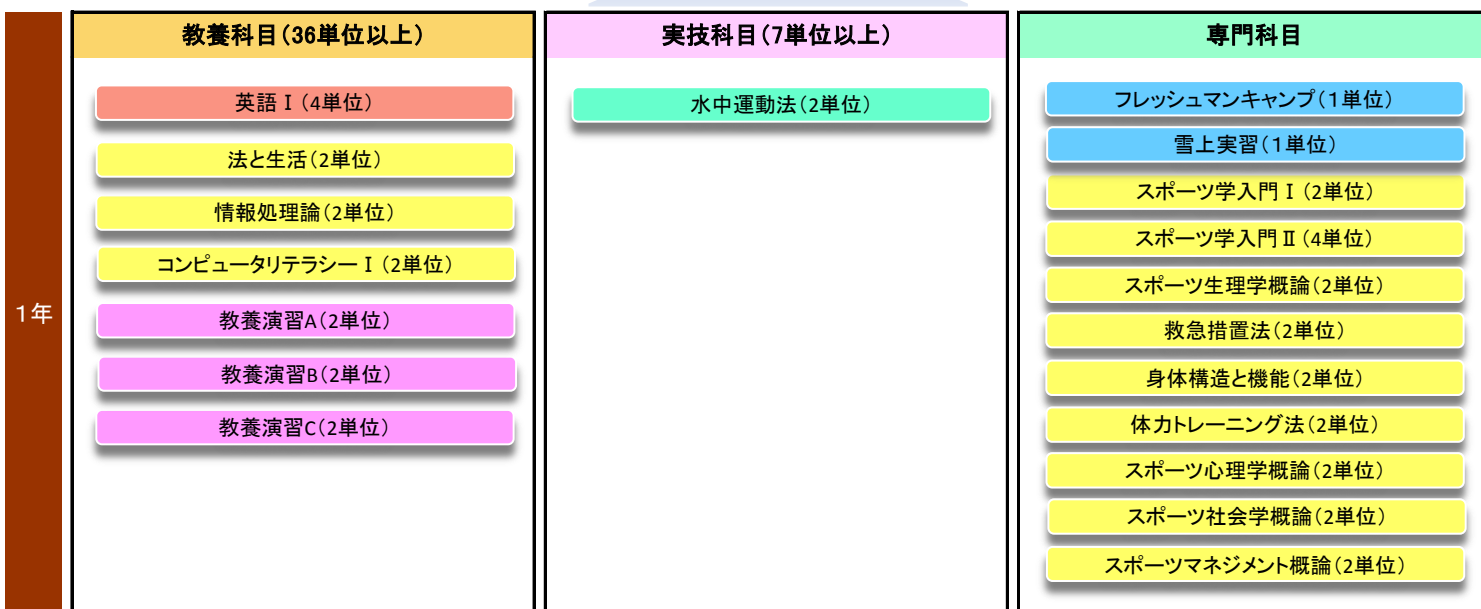 教養科目(36単位以上)
実技科目(7単位以上)
専門科目
1年
英語Ⅰ(4単位)
法と生活(2単位)
情報処理論(2単位)
コンピュータリテラシーⅠ(2単位)
教養演習A(2単位)
教養演習B(2単位)
教養演習C(2単位)
水中運動法(2単位)
フレッシュマンキャンプ(1単位)
雪上実習(1単位)
スポーツ学入門Ⅰ(2単位)
スポーツ学入門Ⅱ(4単位)
スポーツ生理学概論(2単位)
救急措置法(2単位)
身体構造と機能(2単位)
体力トレーニング法(2単位)
スポーツ心理学概論(2単位)
スポーツ社会学概論(2単位)
スポーツマネジメント概論(2単位)